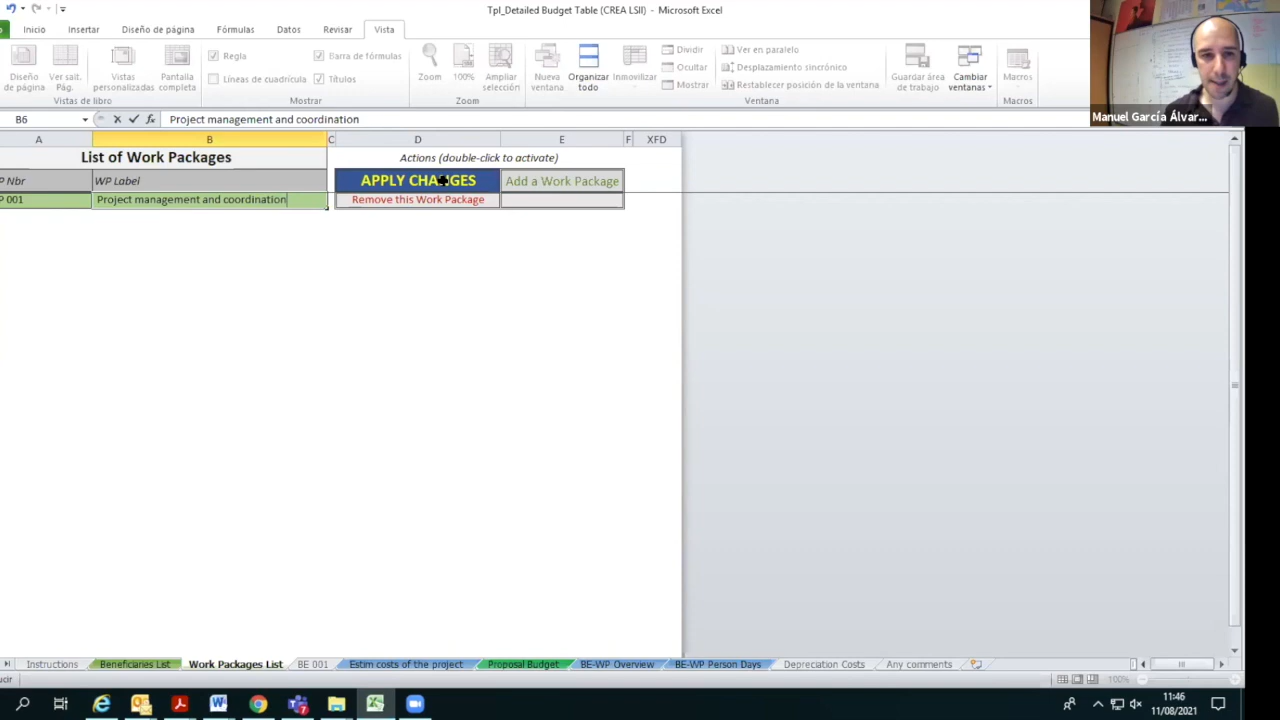 Tpl_Detailed Budget Table (CREA LSII) - Microsoft Excel
Inicio Insertar Diseño de página Fórmulas Datos Revisar Vista
Diseño de página
Ver salt. Pág.
Vistas personalizadas
Pantalla completa
Vistas de libro
Regla
Barra de fórmulas
Líneas de cuadrícula
Títulos
Mostrar
Zoom
100%
Ampliar selección
Zoom
Nueva ventana
Organizar todo
Inmovilizar
Dividir
Ocultar
Mostrar
Ver en paralelo
Desplazamiento sincrónico
Restablecer posición de la ventana
Ventana
Guardar área de trabajo
Cambiar ventanas
Macros
Macros
Manuel García Álvar...
B6 fx Project management and coordination
A B C D E F XFD
List of Work Packages Actions (double-click to activate)
P Nbr WP Label APPLY CHANGES Add a Work Package
P 001 Project management and coordination Remove this Work Package
Instructions Beneficiaries List Work Packages List BE 001 Estim costs of the project Proposal Budget BE-WP Overview BE-WP Person Days Depreciation Costs Any comments
ucir 100%
11:46
11/08/2021